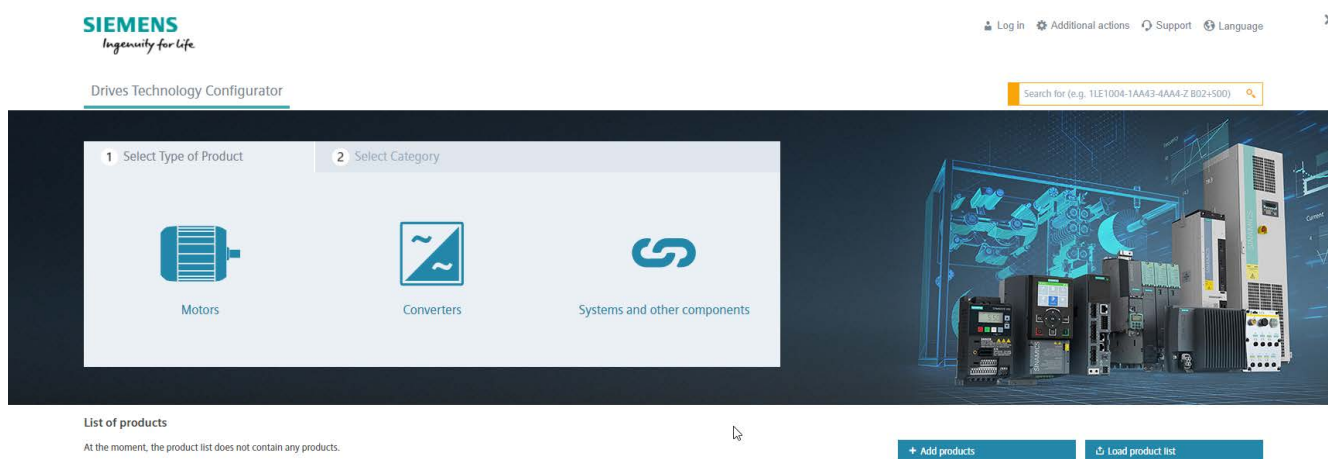 SIEMENS
Ingenuity for life
Log in Additional actions Support Language
Drives Technology Configurator
Search for (e.g. 1LE1004-1AA43-4AA4-Z B02+S00)
1 Select Type of Product 2 Select Category
Motors Converters Systems and other components
List of products
At the moment, the product list does not contain any products.
+ Add products Load product list